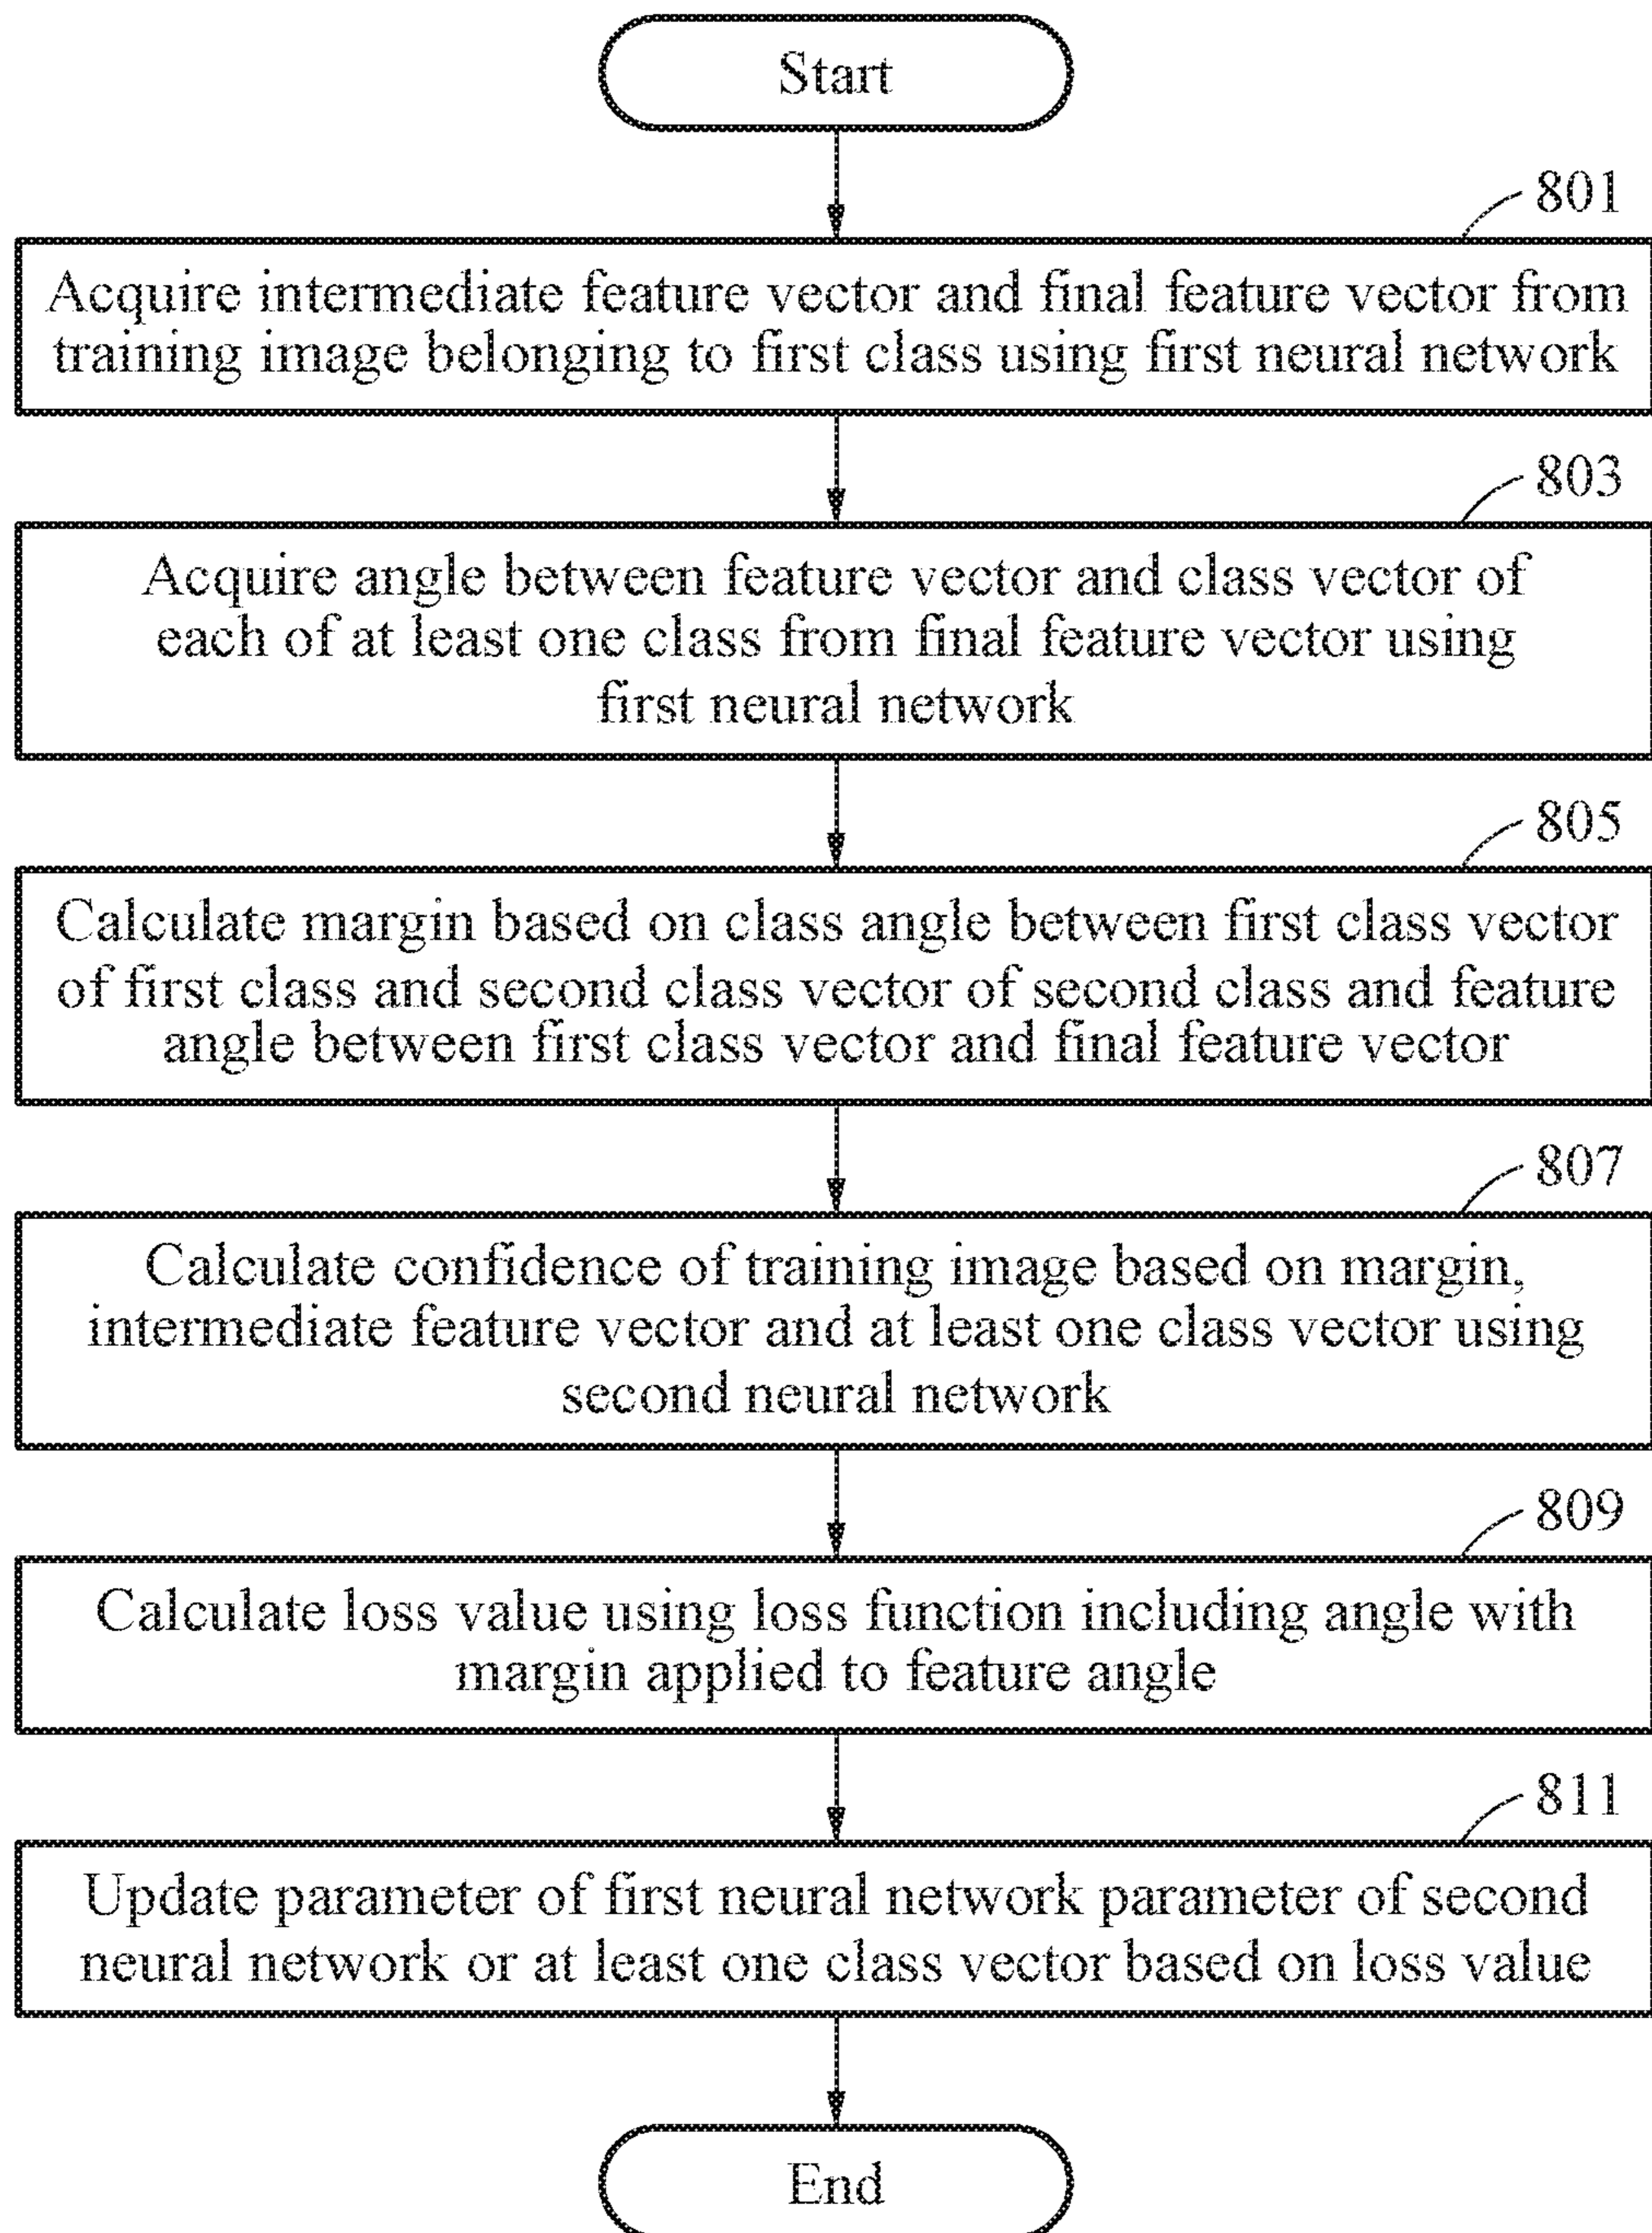 Start
801
Acquire intermediate feature vector and final feature vector from
training image belonging to first class using first neural network
803
Acquire angle between feature vector and class vector of
each of at least one class from final feature vector using
first neural network
805
Calculate margin based on class angle between first class vector
of first class and second class vector of second class and feature
angle between first class vector and final feature vector
807
Calculate confidence of training image based on margin,
intermediate feature vector and at least one class vector using
second neural network
809
Calculate loss value using loss function including angle with
margin applied to feature angle
811
Update parameter of first neural network parameter of second
neural network or at least one class vector based on loss value
End